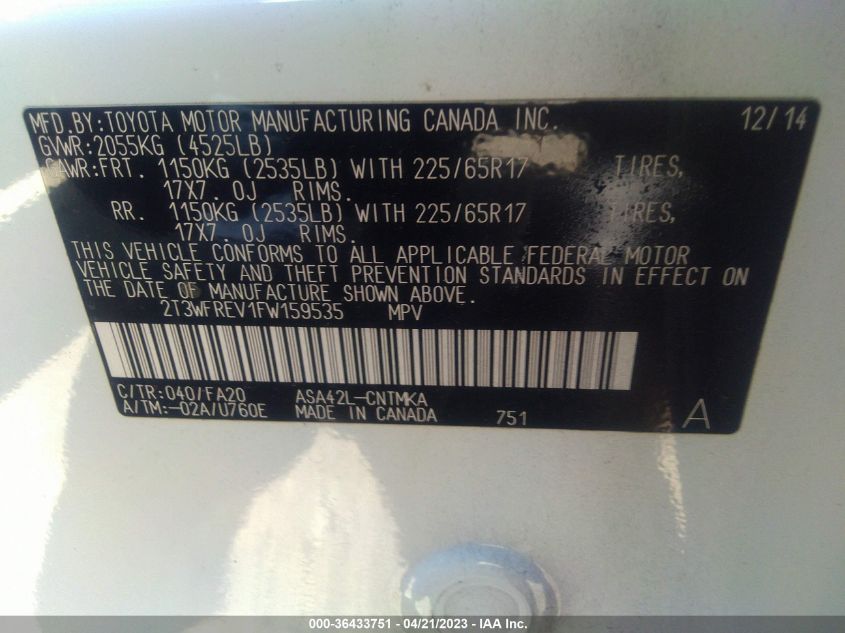 MFD.BY:TOYOTA MOTOR MANUFACTURING CANADA INC. 12/14
GVWR:2055KG (4525LB)
GAWR:FRT. 1150KG (2535LB) WITH 225/65R17 TIRES,
17X7.0J RIMS.
RR. 1150KG (2535LB) WITH 225/65R17 TIRES,
17X7.0J RIMS.
THIS VEHICLE CONFORMS TO ALL APPLICABLE FEDERAL MOTOR
VEHICLE SAFETY AND THEFT PREVENTION STANDARDS IN EFFECT ON
THE DATE OF MANUFACTURE SHOWN ABOVE.
2T3WFREV1FW159535 MPV
C/TR:040/FA20 ASA42L-CNTMKA
A/TM:-02A/U760E MADE IN CANADA 751 A
000-36433751 | 04/21/2023 - IAA Inc.